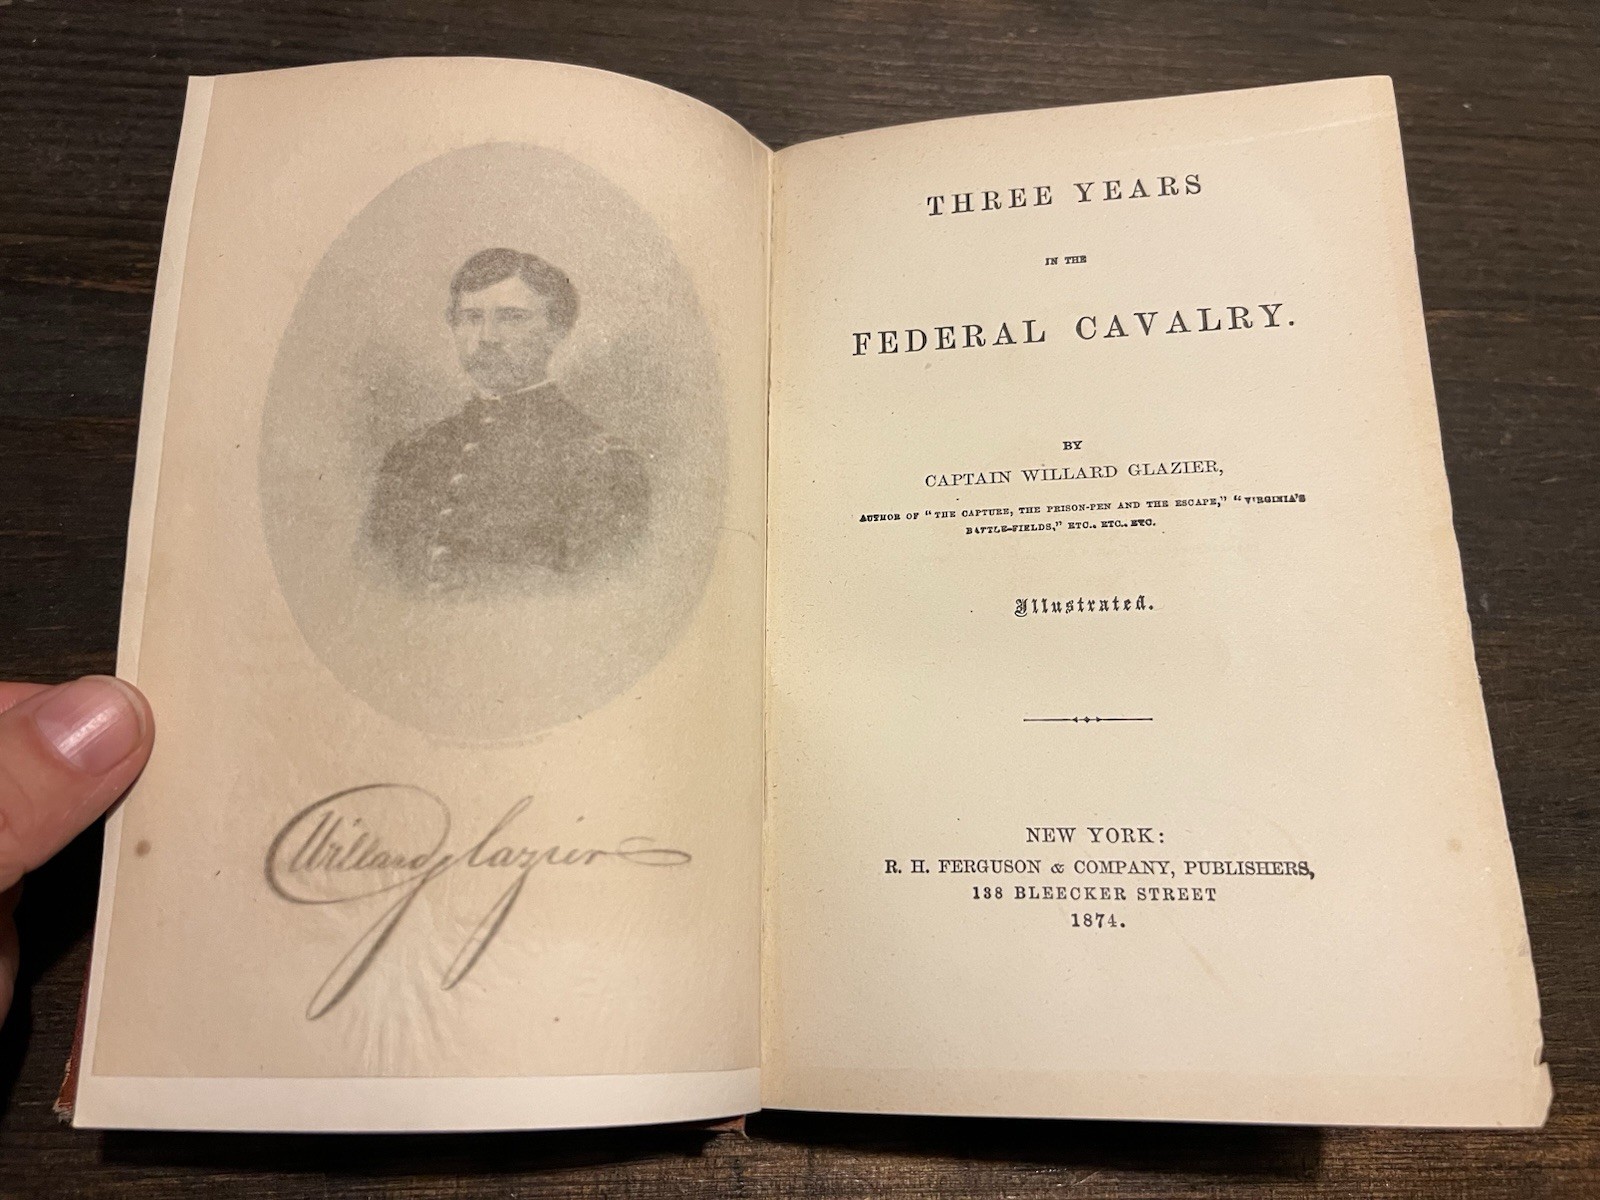 Willard Glazier
THREE YEARS
IN THE
FEDERAL CAVALRY.
BY
CAPTAIN WILLARD GLAZIER,
AUTHOR OF "THE CAPTURE, THE PRISON-PEN AND THE ESCAPE," "VIRGINIA'S
BATTLE-FIELDS," ETC., ETC., ETC.
Illustrated.
NEW YORK:
R. H. FERGUSON & COMPANY, PUBLISHERS,
138 BLEECKER STREET
1874.